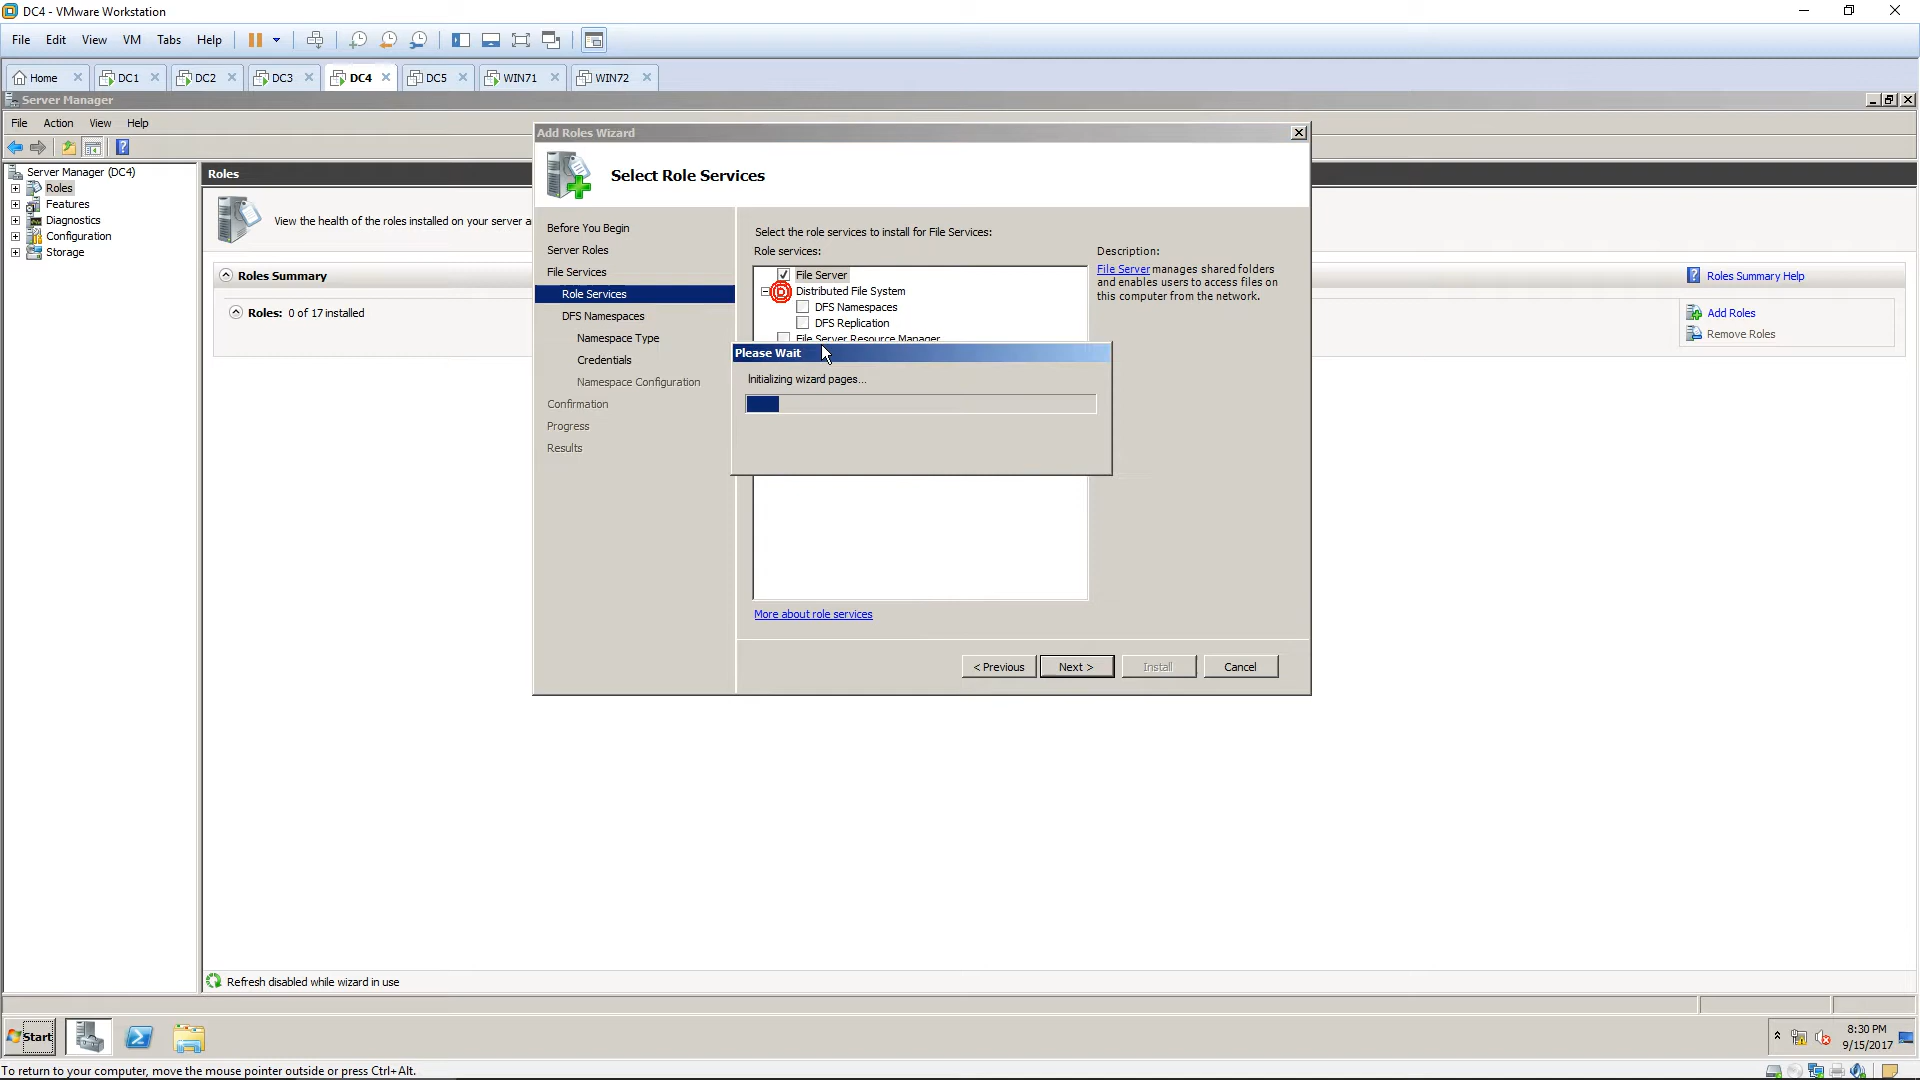 DC4 - VMware Workstation
File Edit View VM Tabs Help
Home DC1 DC2 DC3 DC4 DC5 WIN71 WIN72
Server Manager
File Action View Help
Server Manager (DC4)
Roles
Features
Diagnostics
Configuration
Storage
Roles
View the health of the roles installed on your server a
Roles Summary
Roles Summary Help
Roles: 0 of 17 installed
Add Roles
Remove Roles
Add Roles Wizard
Select Role Services
Before You Begin
Server Roles
File Services
Role Services
DFS Namespaces
Namespace Type
Credentials
Namespace Configuration
Confirmation
Progress
Results
Select the role services to install for File Services:
Role services:
File Server
Distributed File System
DFS Namespaces
DFS Replication
File Server Resource Manager
Description:
File Server manages shared folders
and enables users to access files on
this computer from the network.
Please Wait
Initializing wizard pages...
More about role services
< Previous Next > Install Cancel
Refresh disabled while wizard in use
Start
8:30 PM
9/15/2017
To return to your computer, move the mouse pointer outside or press Ctrl+Alt.